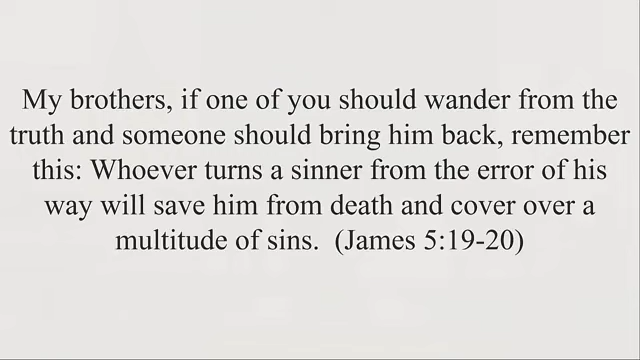 My brothers, if one of you should wander from the
truth and someone should bring him back, remember
this: Whoever turns a sinner from the error of his
way will save him from death and cover over a
multitude of sins.  (James 5:19-20)